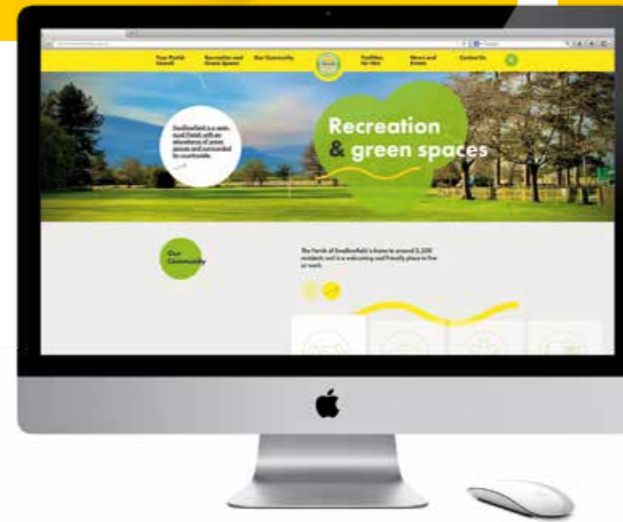 Your Parish
Council
Recreation and
Green Spaces
Our Community
Facilities
for Hire
News and
Events
Contact Us
Swallowfield is a semi-
rural Parish with an
abundance of green
spaces and surrounded
by countryside.
Recreation
& green spaces
Our
Community
The Parish of Swallowfield is home to around 2,200
residents and is a welcoming and friendly place to live
or work.